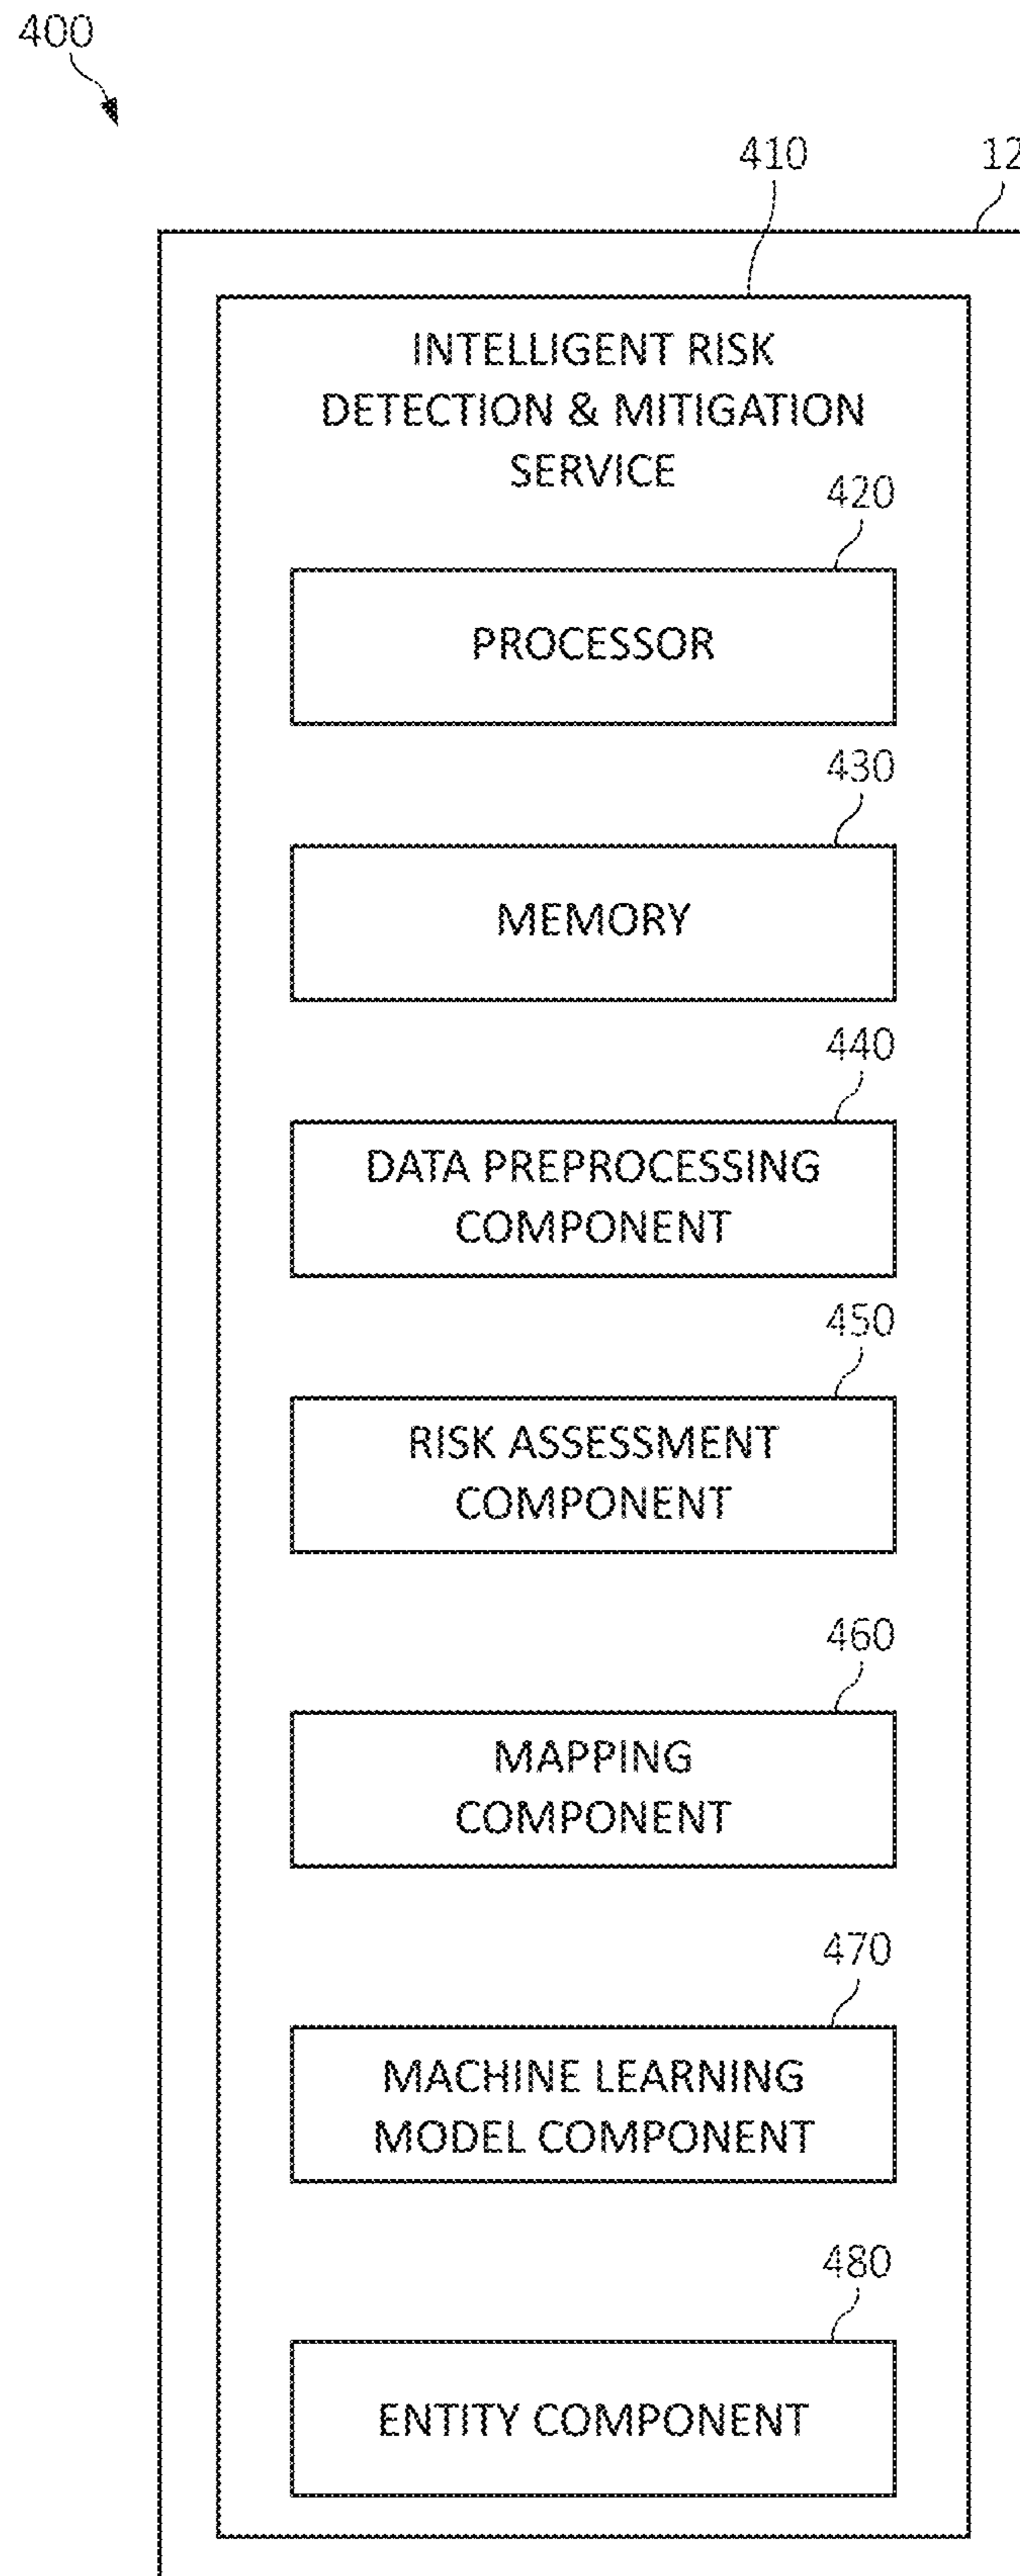 400
410
12
INTELLIGENT RISK
DETECTION & MITIGATION
SERVICE
420
PROCESSOR
430
MEMORY
440
DATA PREPROCESSING
COMPONENT
450
RISK ASSESSMENT
COMPONENT
460
MAPPING
COMPONENT
470
MACHINE LEARNING
MODEL COMPONENT
480
ENTITY COMPONENT